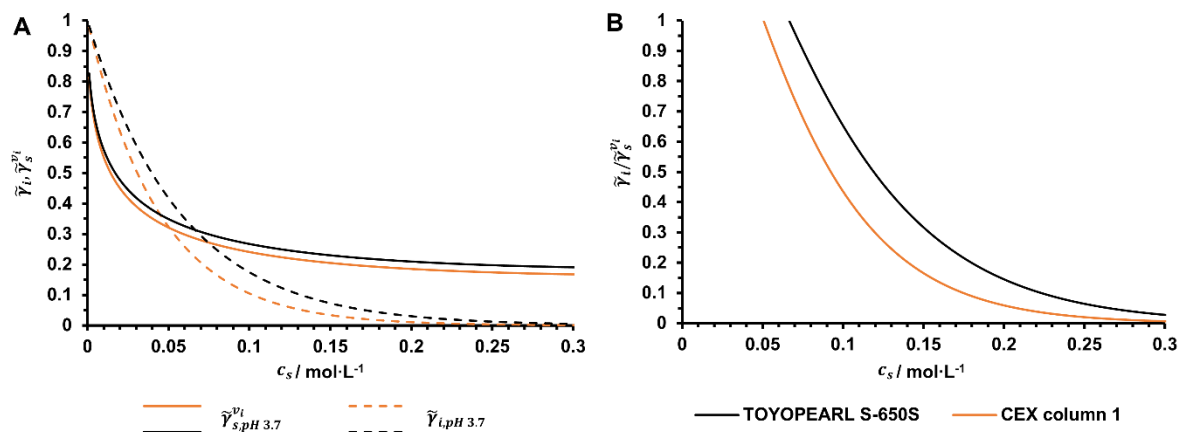 A
B
1
0.9
0.8
0.7
0.6
0.5
0.4
0.3
0.2
0.1
0
γ̃ᵢ, γ̃ₛ^νᵢ
0 0.05 0.1 0.15 0.2 0.25 0.3
cₛ / mol·L⁻¹
γ̃^νᵢ s,pH 3.7
γ̃ i,pH 3.7
1
0.9
0.8
0.7
0.6
0.5
0.4
0.3
0.2
0.1
0
γ̃ᵢ/γ̃ₛ^νᵢ
0 0.05 0.1 0.15 0.2 0.25 0.3
cₛ / mol·L⁻¹
TOYOPEARL S-650S CEX column 1